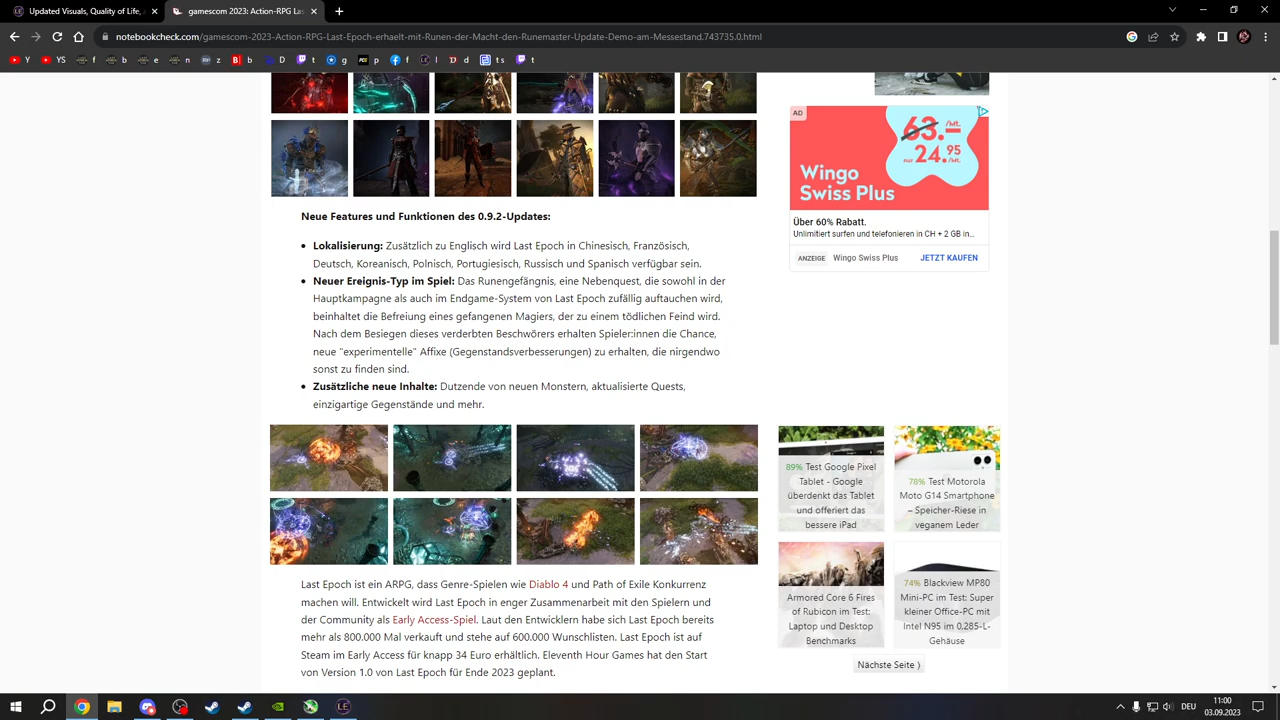 Updated Visuals, Quality of Life, a
gamescom 2023: Action-RPG Las
notebookcheck.com/gamescom-2023-Action-RPG-Last-Epoch-erhaelt-mit-Runen-der-Macht-den-Runemaster-Update-Demo-am-Messestand.743735.0.html
Y YS f b e n z b D t g p f l d t s t
AD
63.– /Mt.
nur 24.95 /Mt.
Wingo
Swiss Plus
Über 60% Rabatt.
Unlimitiert surfen und telefonieren in CH + 2 GB in…
ANZEIGE Wingo Swiss Plus JETZT KAUFEN
Neue Features und Funktionen des 0.9.2-Updates:
Lokalisierung: Zusätzlich zu Englisch wird Last Epoch in Chinesisch, Französisch,
Deutsch, Koreanisch, Polnisch, Portugiesisch, Russisch und Spanisch verfügbar sein.
Neuer Ereignis-Typ im Spiel: Das Runengefängnis, eine Nebenquest, die sowohl in der
Hauptkampagne als auch im Endgame-System von Last Epoch zufällig auftauchen wird,
beinhaltet die Befreiung eines gefangenen Magiers, der zu einem tödlichen Feind wird.
Nach dem Besiegen dieses verderbten Beschwörers erhalten Spieler:innen die Chance,
neue "experimentelle" Affixe (Gegenstandsverbesserungen) zu erhalten, die nirgendwo
sonst zu finden sind.
Zusätzliche neue Inhalte: Dutzende von neuen Monstern, aktualisierte Quests,
einzigartige Gegenstände und mehr.
89% Test Google Pixel
Tablet - Google
überdenkt das Tablet
und offeriert das
bessere iPad
78% Test Motorola
Moto G14 Smartphone
– Speicher-Riese in
veganem Leder
Armored Core 6 Fires
of Rubicon im Test:
Laptop und Desktop
Benchmarks
74% Blackview MP80
Mini-PC im Test: Super
kleiner Office-PC mit
Intel N95 im 0,285-L-
Gehäuse
Nächste Seite ⟩
Last Epoch ist ein ARPG, dass Genre-Spielen wie Diablo 4 und Path of Exile Konkurrenz
machen will. Entwickelt wird Last Epoch in enger Zusammenarbeit mit den Spielern und
der Community als Early Access-Spiel. Laut den Entwicklern habe sich Last Epoch bereits
mehr als 800.000 Mal verkauft und stehe auf 600.000 Wunschlisten. Last Epoch ist auf
Steam im Early Access für knapp 34 Euro erhältlich. Eleventh Hour Games hat den Start
von Version 1.0 von Last Epoch für Ende 2023 geplant.
DEU
11:00
03.09.2023